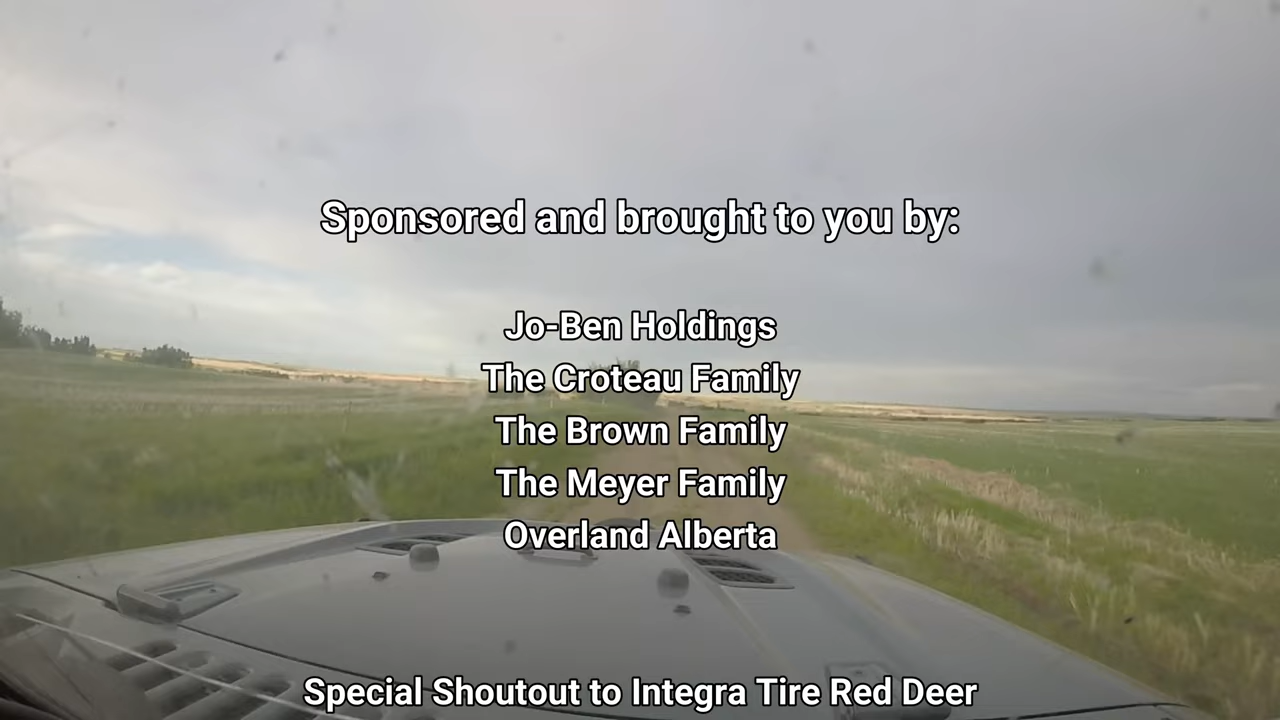 Sponsored and brought to you by:
Jo-Ben Holdings
The Croteau Family
The Brown Family
The Meyer Family
Overland Alberta
Special Shoutout to Integra Tire Red Deer